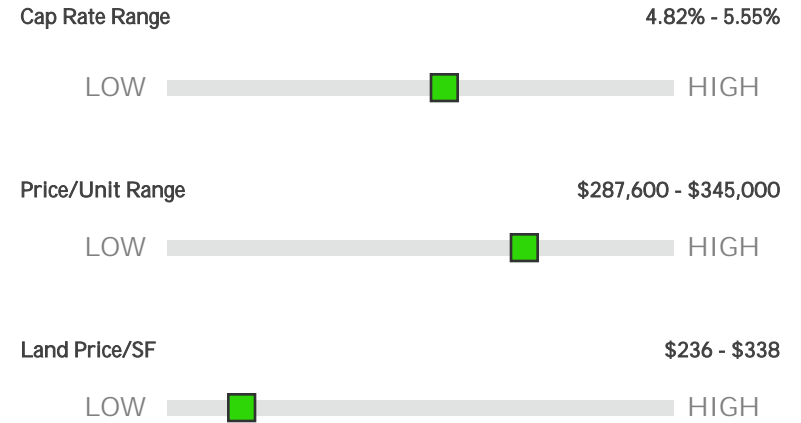 Cap Rate Range 4.82% - 5.55%
LOW HIGH
Price/Unit Range $287,600 - $345,000
LOW HIGH
Land Price/SF $236 - $338
LOW HIGH